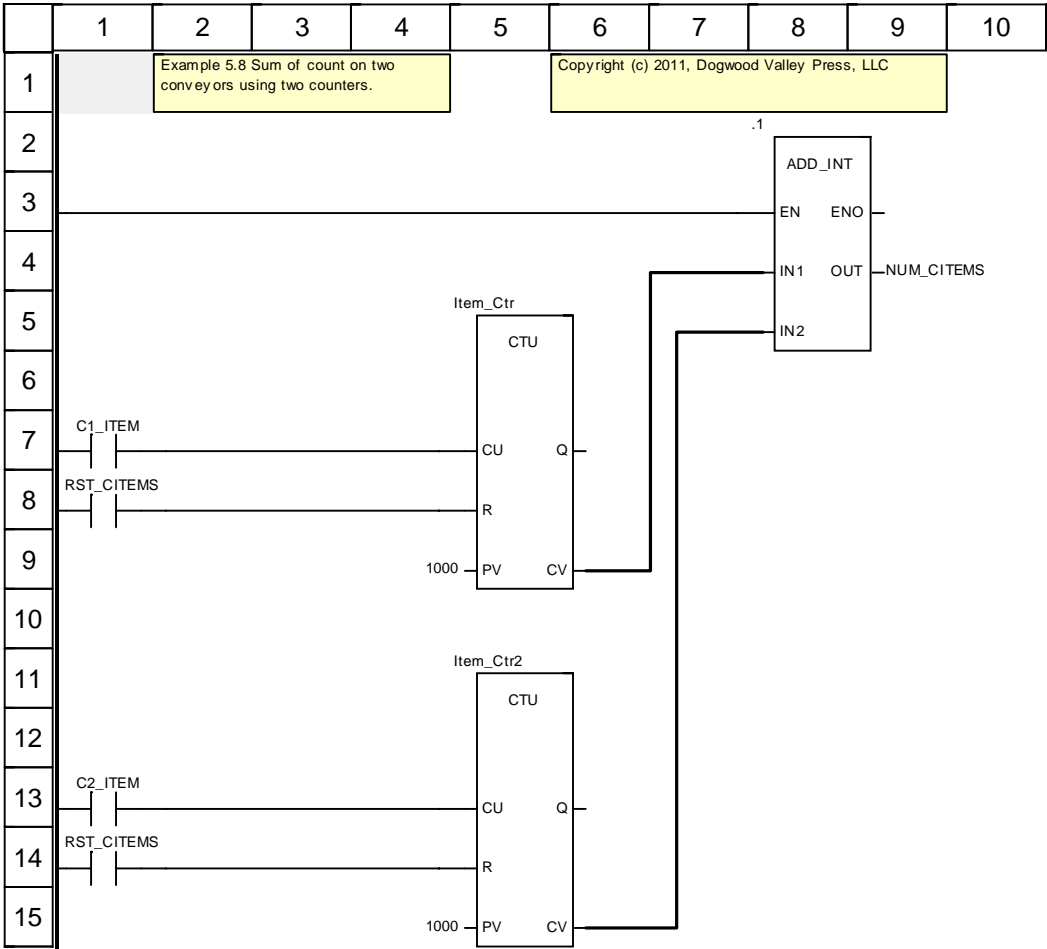 1 2 3 4 5 6 7 8 9 10
1
Example 5.8 Sum of count on two
conveyors using two counters.
Copyright (c) 2011, Dogwood Valley Press, LLC
2
.1
ADD_INT
3
EN ENO
4
IN1 OUT NUM_CITEMS
5
Item_Ctr
IN2
CTU
6
7
C1_ITEM
CU Q
8
RST_CITEMS
R
9
1000 PV CV
10
11
Item_Ctr2
CTU
12
13
C2_ITEM
CU Q
14
RST_CITEMS
R
15
1000 PV CV